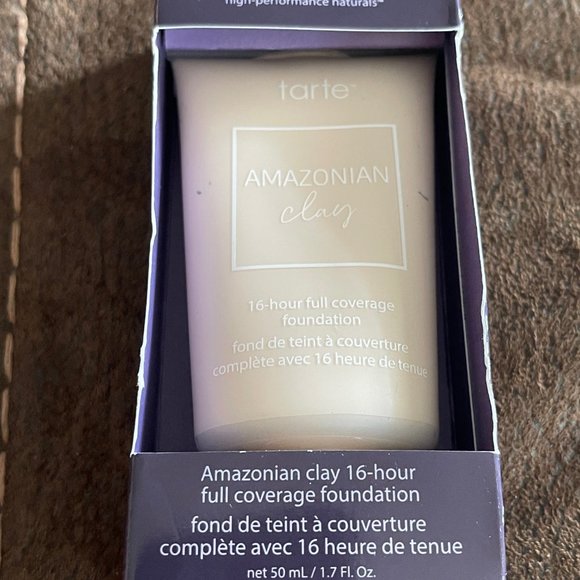 high-performance naturals™
tarte™
AMAZONIAN
clay
16-hour full coverage
foundation
fond de teint à couverture
complète avec 16 heure de tenue
Amazonian clay 16-hour
full coverage foundation
fond de teint à couverture
complète avec 16 heure de tenue
net 50 mL / 1.7 Fl. Oz.